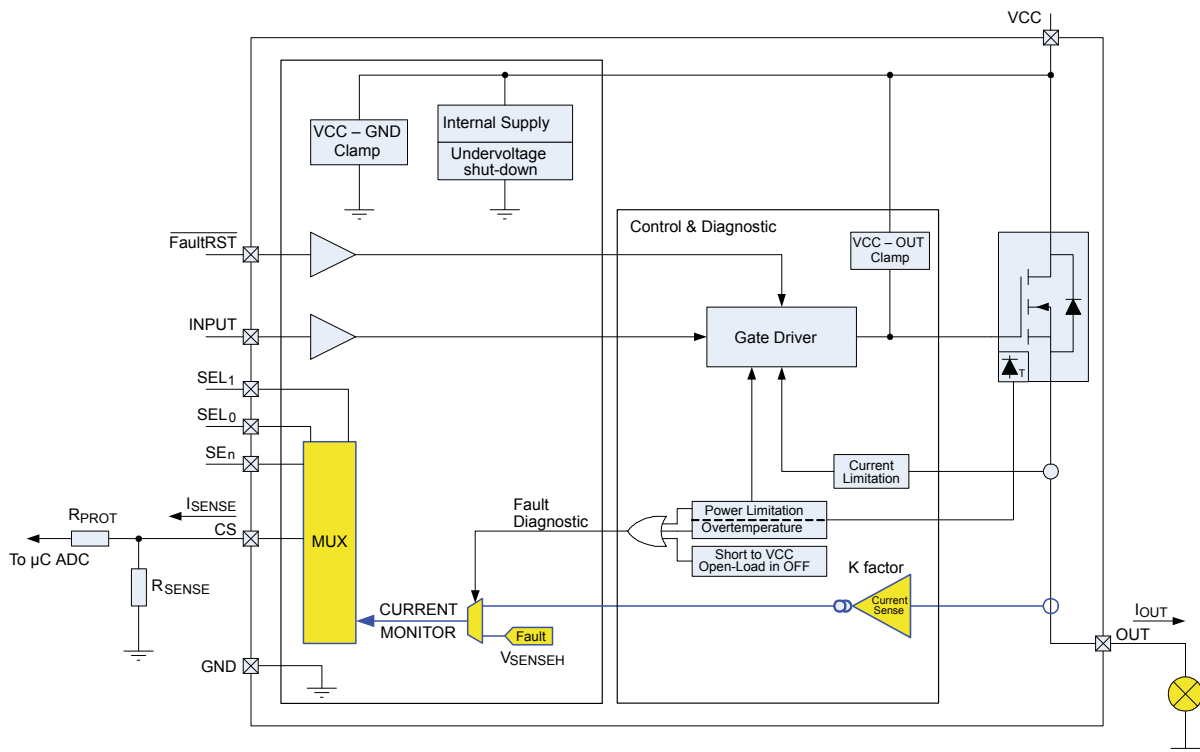 VCC
VCC – GND
Clamp
Internal Supply
Undervoltage
shut-down
Control & Diagnostic
FaultRST
VCC – OUT
Clamp
INPUT
Gate Driver
T
SEL1
SEL0
SEn
Current
Limitation
ISENSE
Fault
Diagnostic
Power Limitation
Overtemperature
RPROT
CS
MUX
To µC ADC
Short to VCC
Open-Load in OFF
K factor
RSENSE
CURRENT
MONITOR
Current
Sense
Fault
VSENSEH
IOUT
OUT
GND